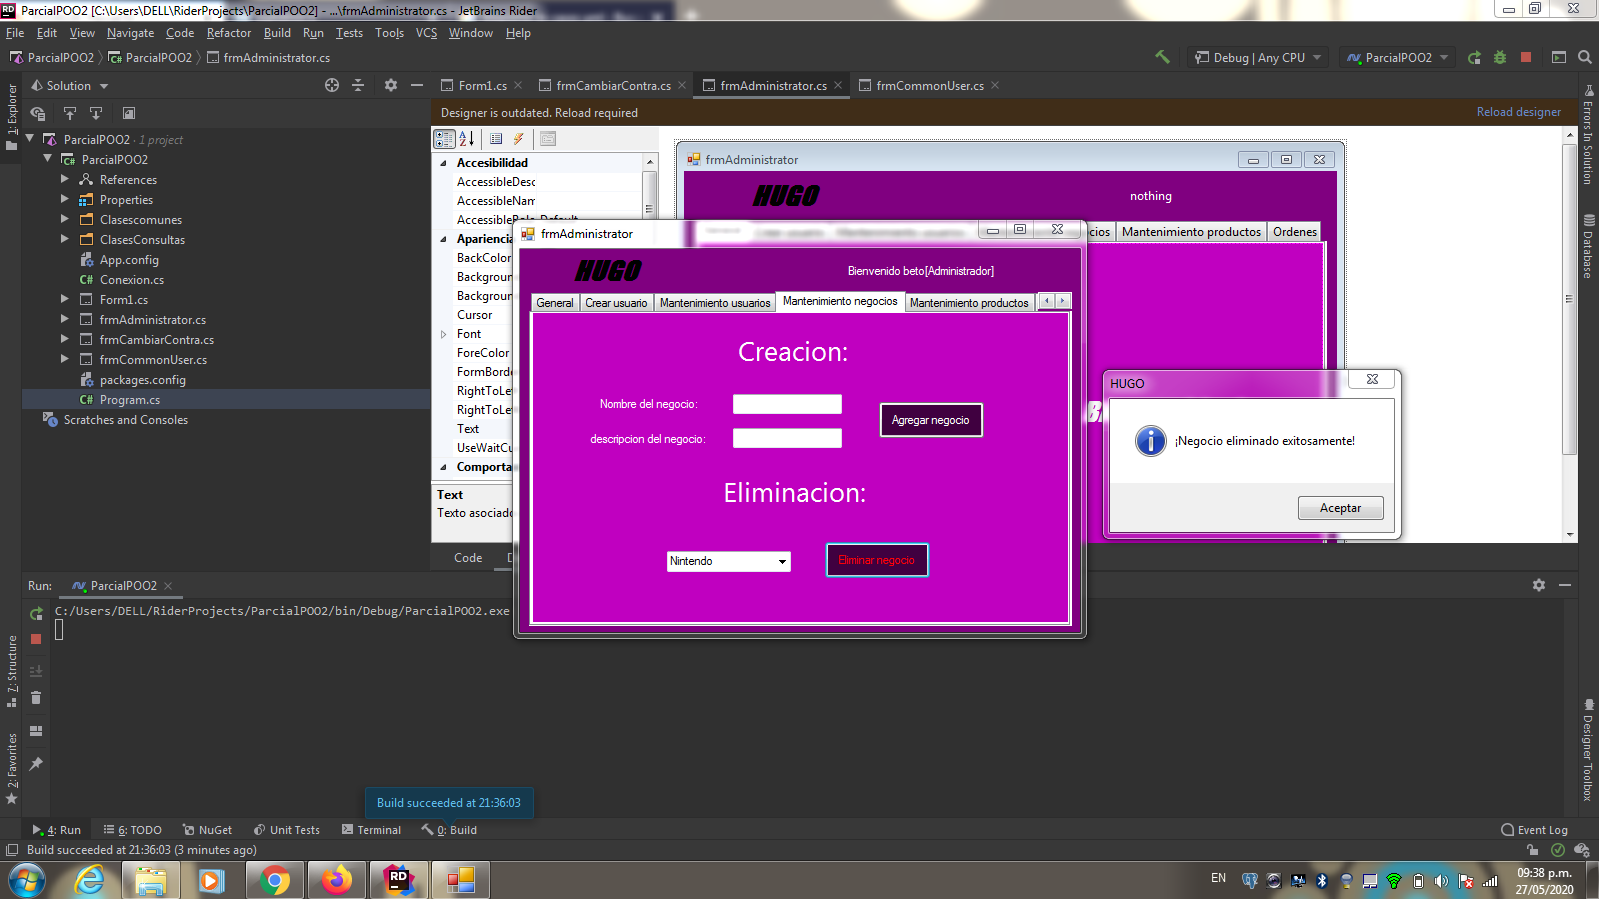 ParcialPOO2 [C:\Users\DELL\RiderProjects\ParcialPOO2] - ...\frmAdministrator.cs - JetBrains Rider
File Edit View Navigate Code Refactor Build Run Tests Tools VCS Window Help
ParcialPOO2 ParcialPOO2 frmAdministrator.cs
Debug | Any CPU ParcialPOO2
Solution
Form1.cs frmCambiarContra.cs frmAdministrator.cs frmCommonUser.cs
Designer is outdated. Reload required Reload designer
1: Explorer
ParcialPOO2 · 1 project
ParcialPOO2
References
Properties
Clasescomunes
ClasesConsultas
App.config
Conexion.cs
Form1.cs
frmAdministrator.cs
frmCambiarContra.cs
frmCommonUser.cs
packages.config
Program.cs
Scratches and Consoles
Accesibilidad
AccessibleDesc
AccessibleNam
AccessibleRole Default
Apariencia
BackColor
Backgroun
Backgroun
Cursor
Font
ForeColor
FormBorde
RightToLe
RightToLe
Text
UseWaitCu
Comporta
Text
Texto asociado
Code D
frmAdministrator
HUGO nothing
ocios Mantenimiento productos Ordenes
frmAdministrator
HUGO Bienvenido beto[Administrador]
General Crear usuario Mantenimiento usuarios Mantenimiento negocios Mantenimiento productos
Creacion:
Nombre del negocio:
descripcion del negocio:
Agregar negocio
Eliminacion:
Nintendo Eliminar negocio
HUGO
¡Negocio eliminado exitosamente!
Aceptar
Errors In Solution
Database
Designer Toolbox
Run: ParcialPOO2
C:/Users/DELL/RiderProjects/ParcialPOO2/bin/Debug/ParcialPOO2.exe
7: Structure
2: Favorites
Build succeeded at 21:36:03
4: Run 6: TODO NuGet Unit Tests Terminal 0: Build Event Log
Build succeeded at 21:36:03 (3 minutes ago)
EN
09:38 p.m.
27/05/2020